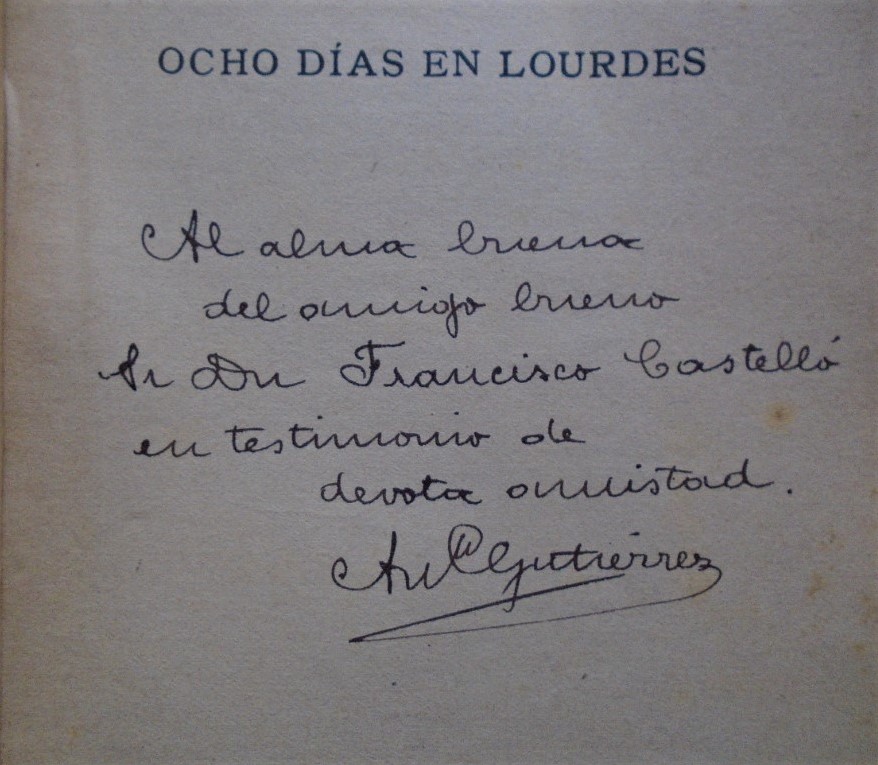 OCHO DÍAS EN LOURDES
Al alma buena
del amigo bueno
Sr Dn Francisco Castelló
en testimonio de
devota amistad.
Gutiérrez